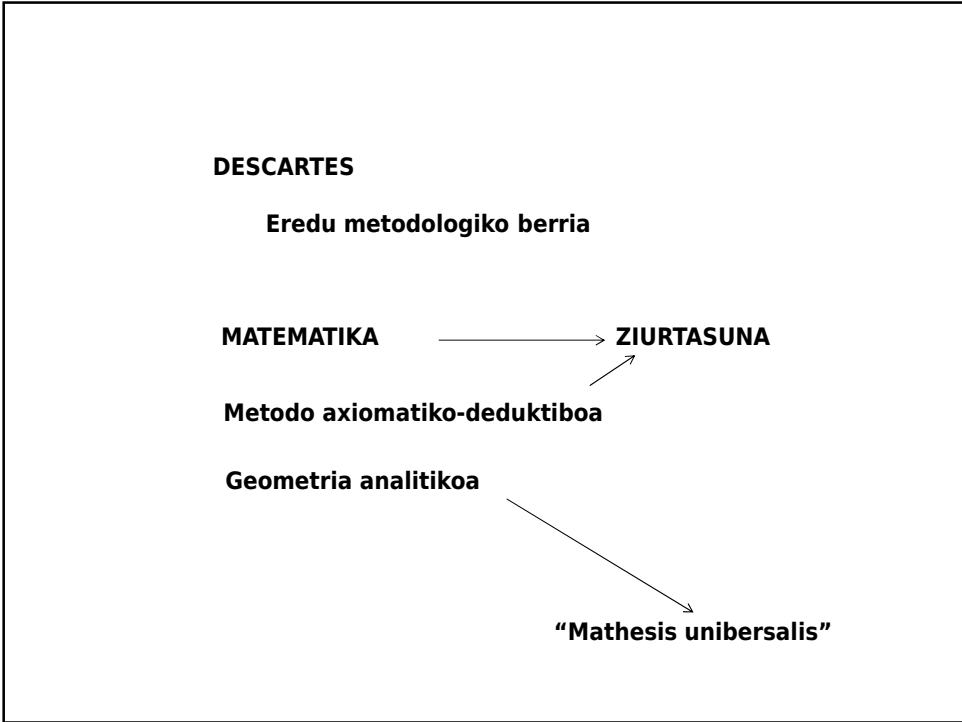 DESCARTES
Eredu metodologiko berria
MATEMATIKA ZIURTASUNA
Metodo axiomatiko-deduktiboa
Geometria analitikoa
“Mathesis unibersalis”